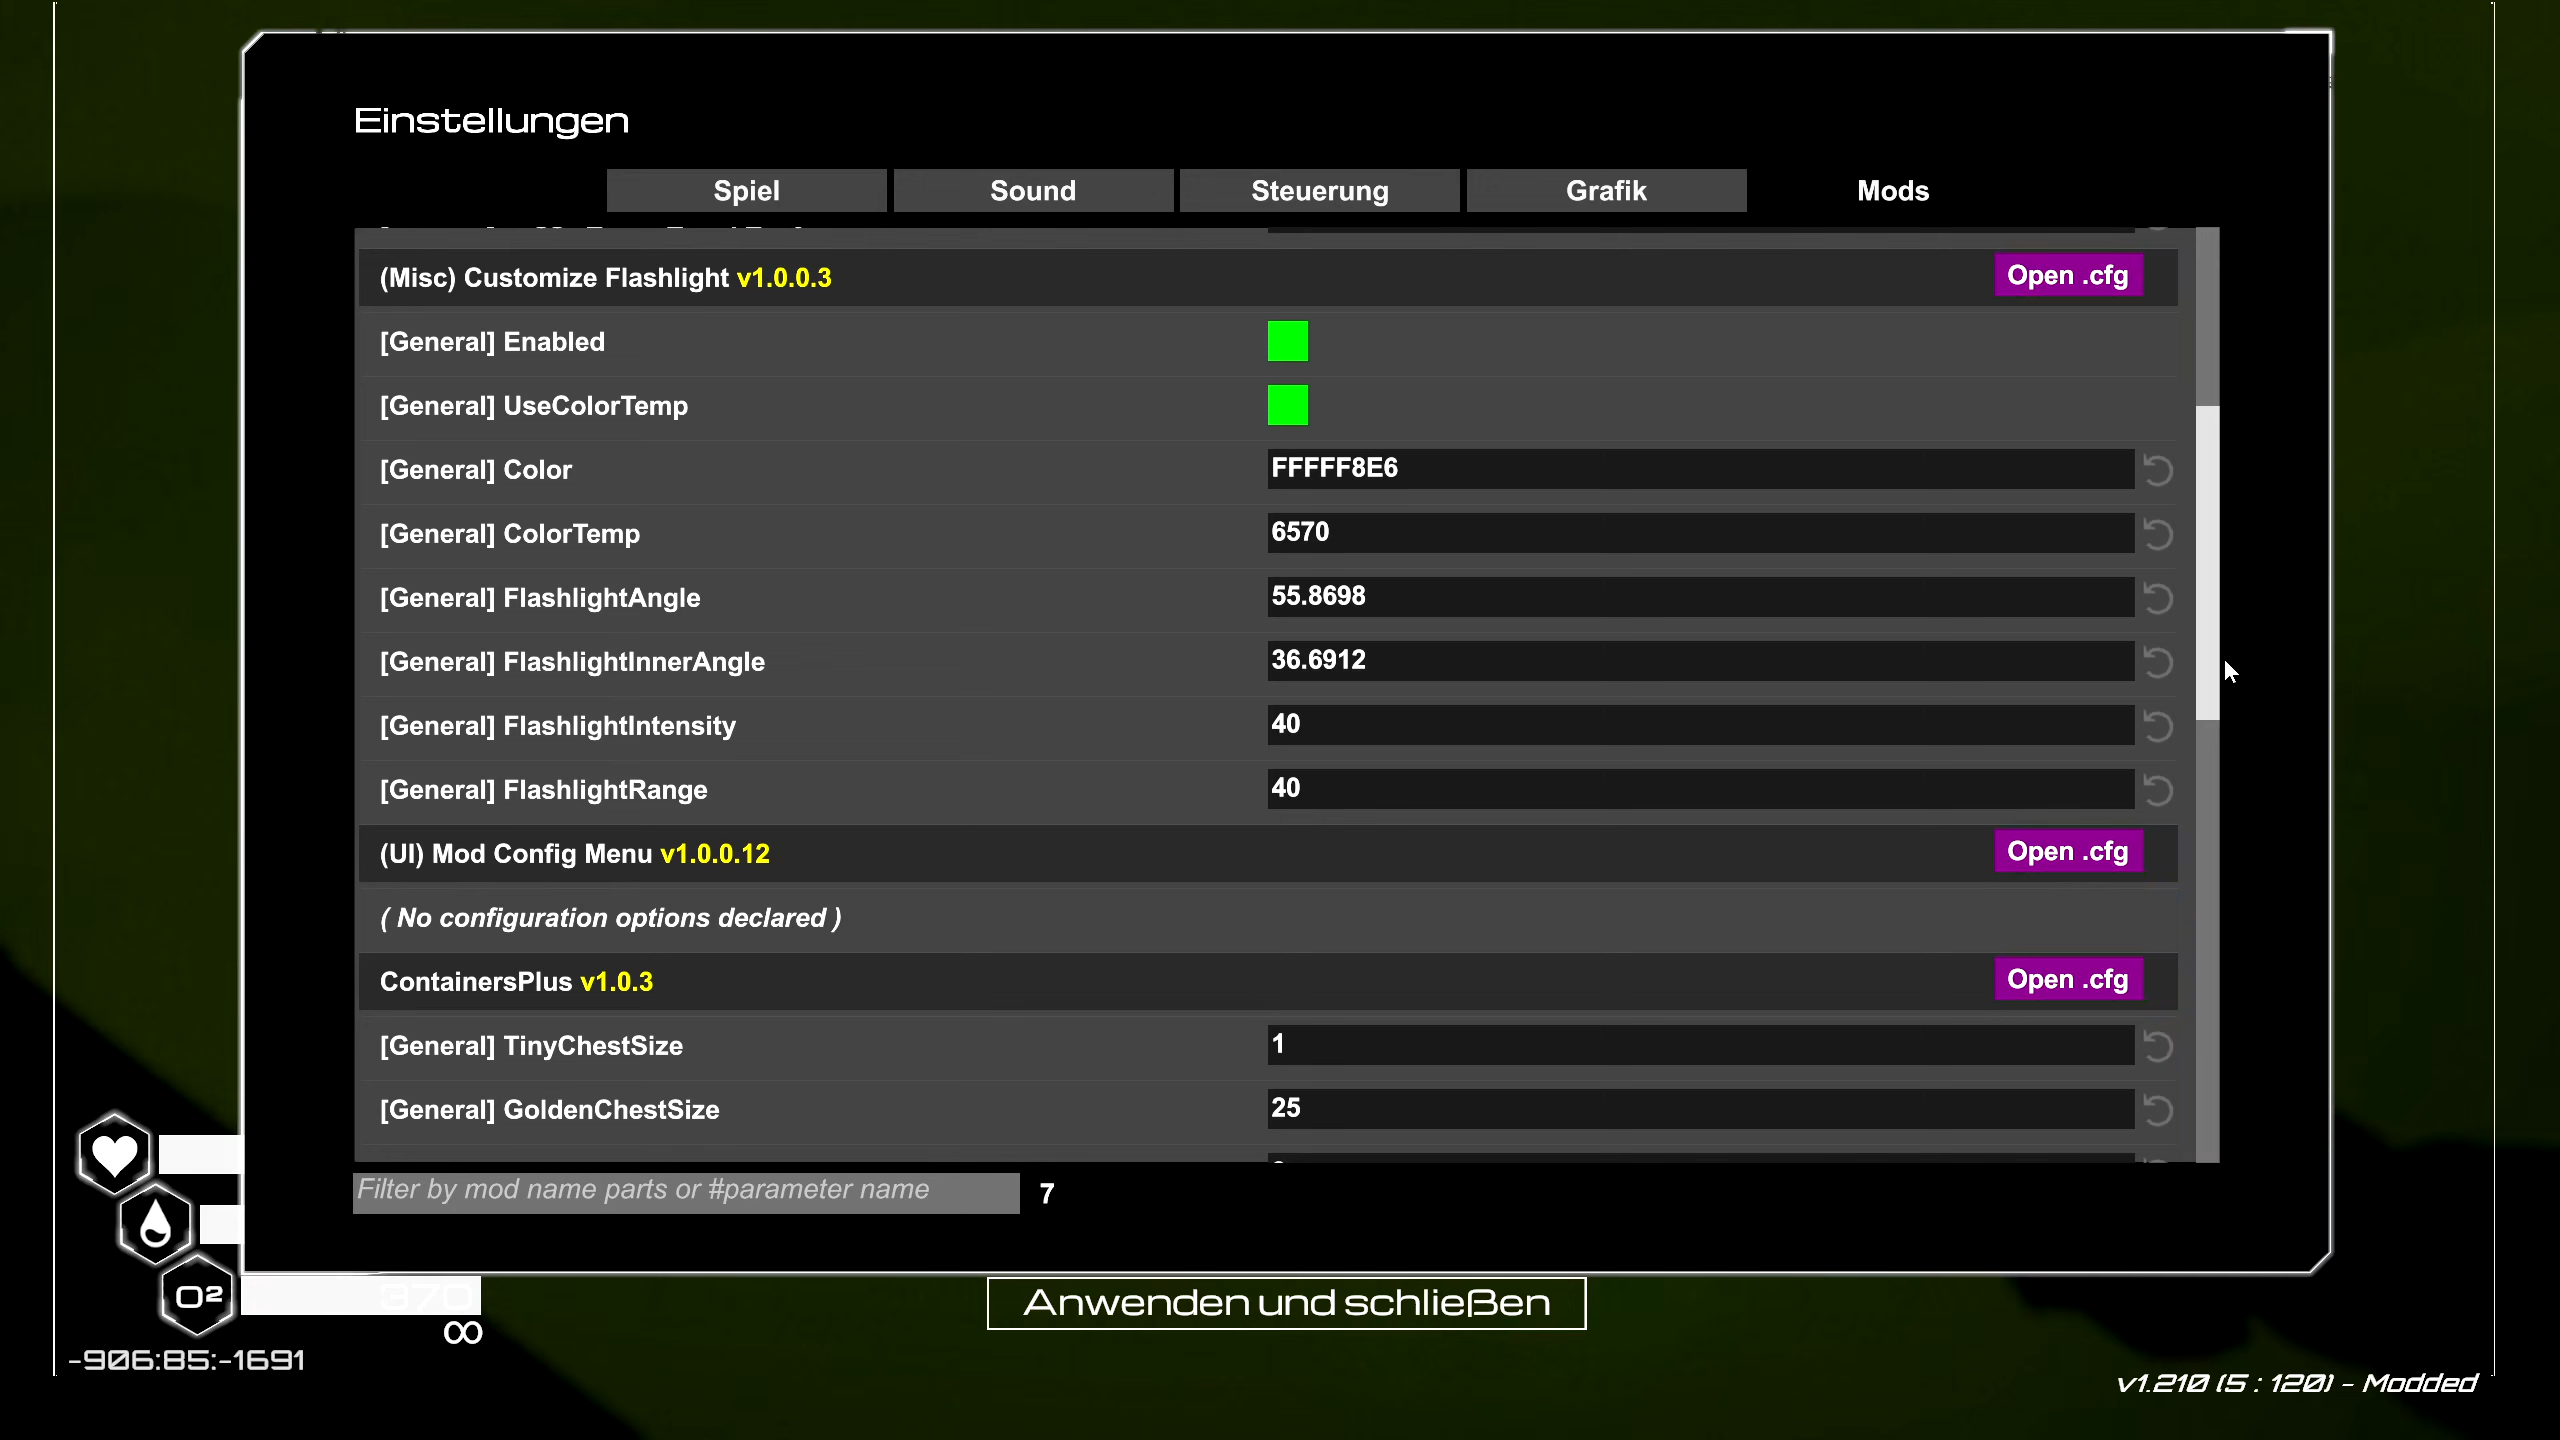 Einstellungen
Spiel Sound Steuerung Grafik Mods
(Misc) Customize Flashlight v1.0.0.3 Open .cfg
[General] Enabled
[General] UseColorTemp
[General] Color FFFFF8E6
[General] ColorTemp 6570
[General] FlashlightAngle 55.8698
[General] FlashlightInnerAngle 36.6912
[General] FlashlightIntensity 40
[General] FlashlightRange 40
(UI) Mod Config Menu v1.0.0.12 Open .cfg
( No configuration options declared )
ContainersPlus v1.0.3 Open .cfg
[General] TinyChestSize 1
[General] GoldenChestSize 25
Filter by mod name parts or #parameter name 7
O²
370
Anwenden und schließen
∞
-906:85:-1691
v1.210 (5 : 120) - Modded